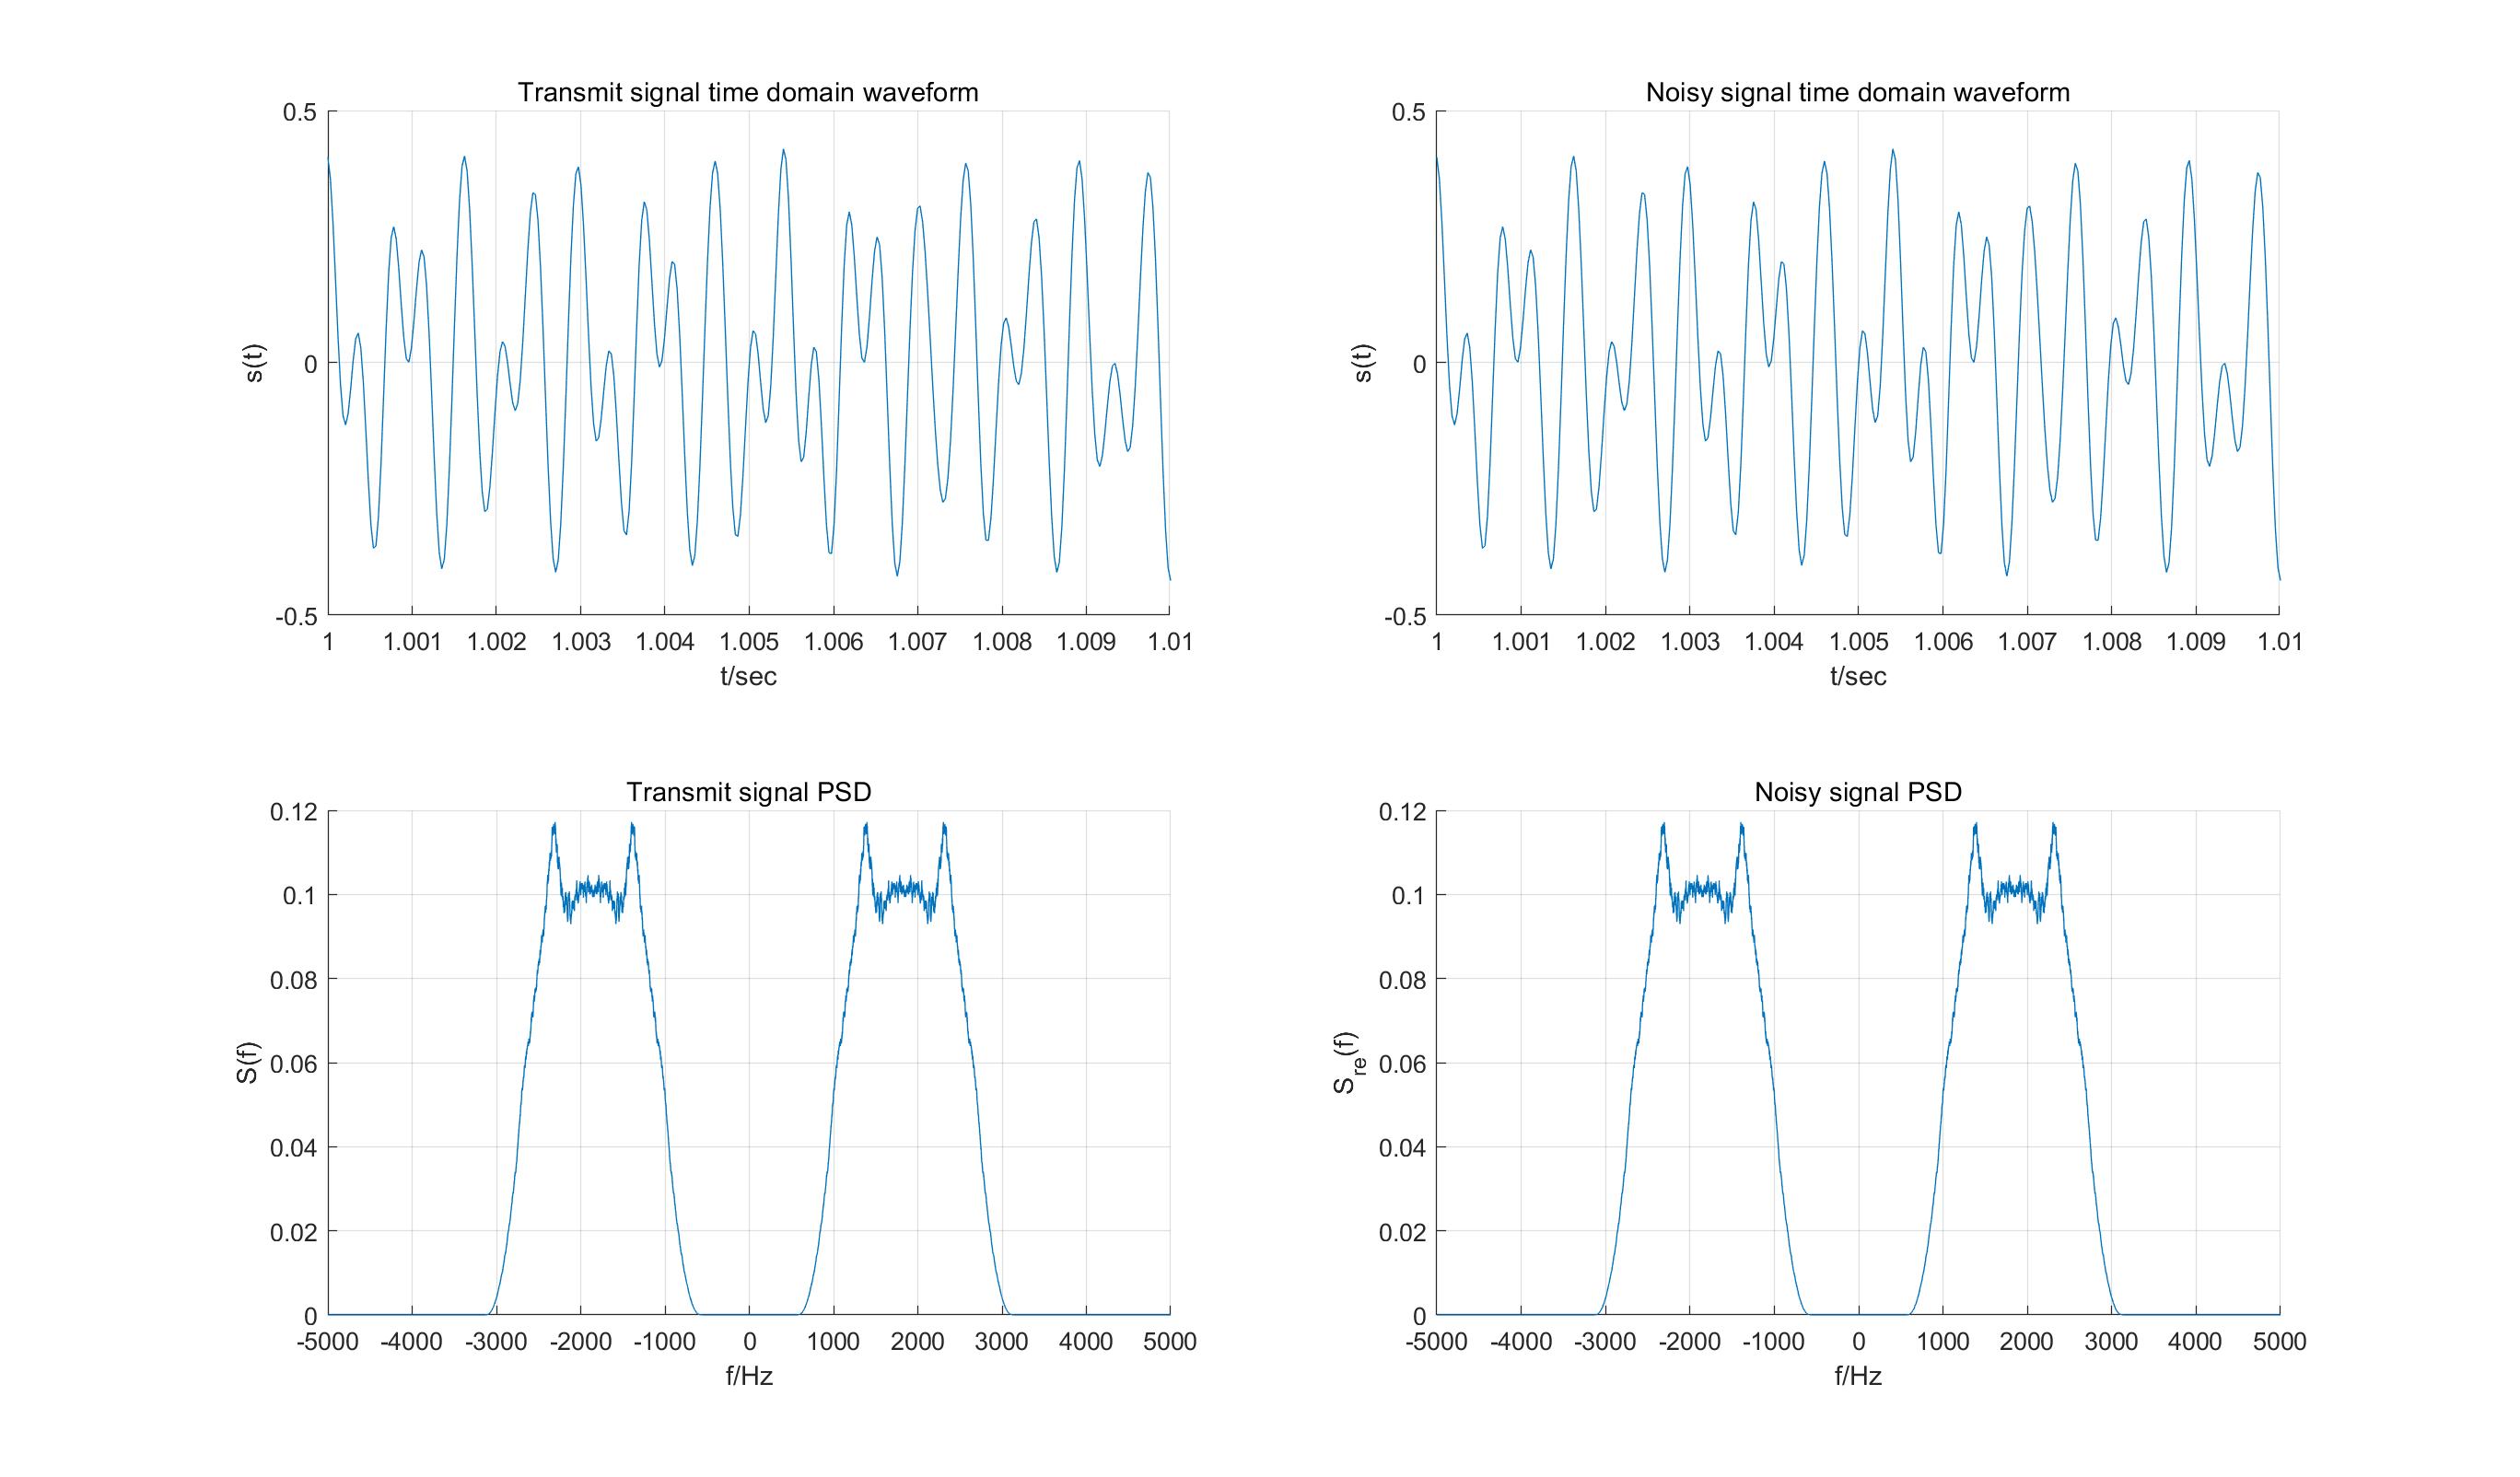 Transmit signal time domain waveform
0.5
0
-0.5
s(t)
1 1.001 1.002 1.003 1.004 1.005 1.006 1.007 1.008 1.009 1.01
t/sec
Noisy signal time domain waveform
0.5
0
-0.5
s(t)
1 1.001 1.002 1.003 1.004 1.005 1.006 1.007 1.008 1.009 1.01
t/sec
Transmit signal PSD
0.12
0.1
0.08
0.06
0.04
0.02
0
S(f)
-5000 -4000 -3000 -2000 -1000 0 1000 2000 3000 4000 5000
f/Hz
Noisy signal PSD
0.12
0.1
0.08
0.06
0.04
0.02
0
S_re(f)
-5000 -4000 -3000 -2000 -1000 0 1000 2000 3000 4000 5000
f/Hz